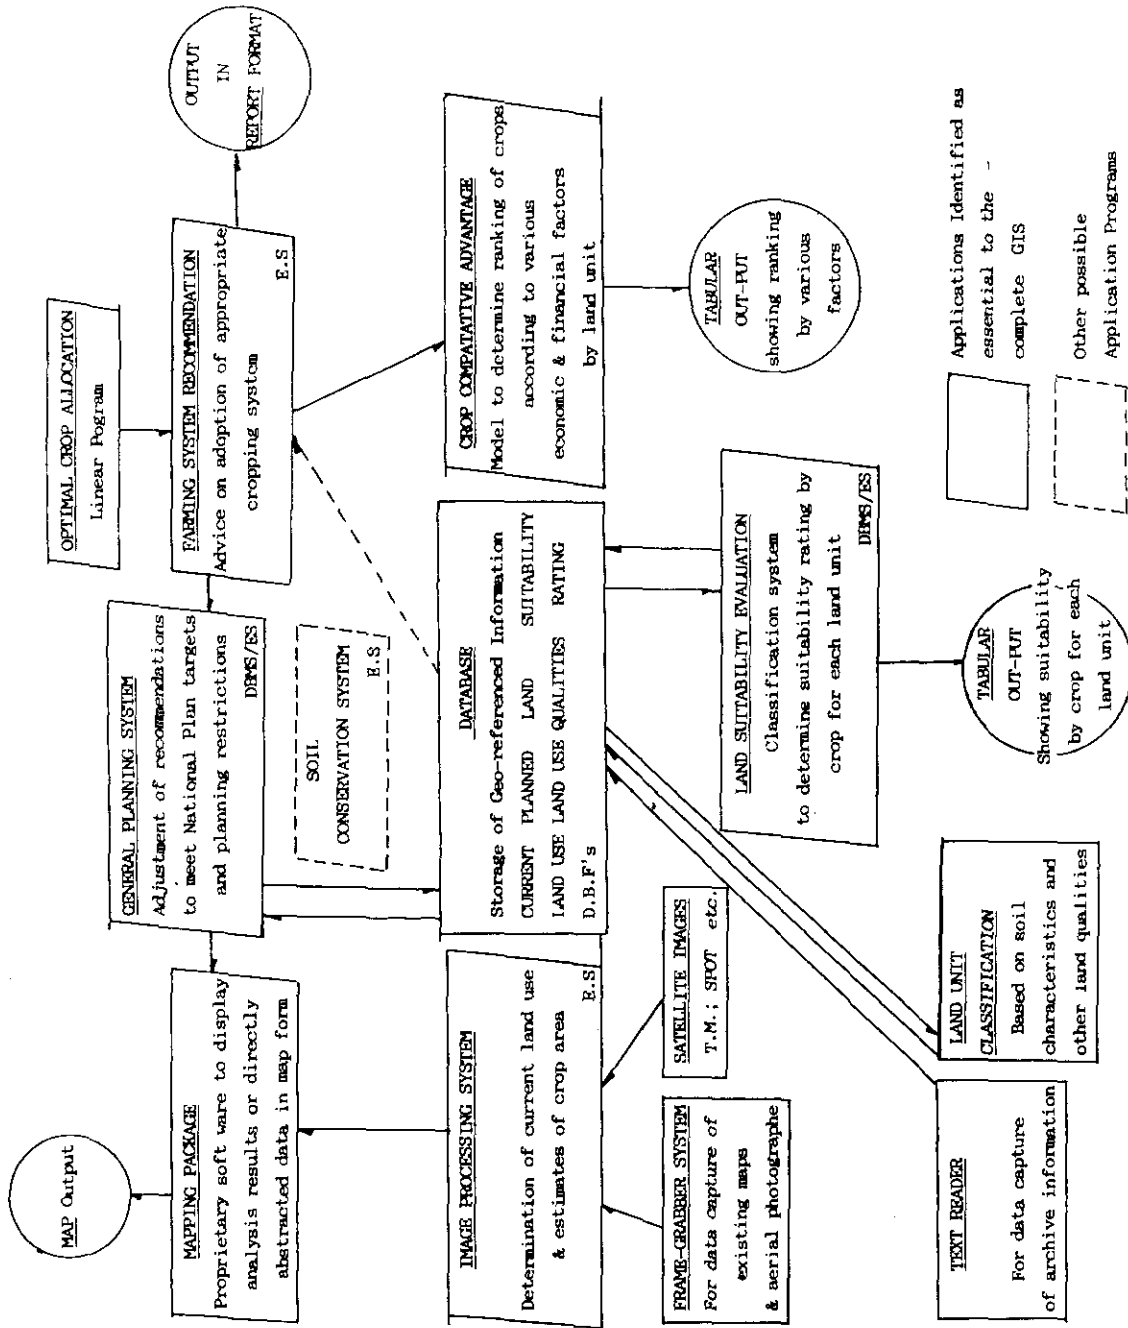 MAP Output
MAPPING PACKAGE
Proprietary soft ware to display
analysis results or directly
abstracted data in map form
GENERAL PLANNING SYSTEM
Adjustment of recommendations
to meet National Plan targets
and planning restrictions
DBMS/ES
OPTIMAL CROP ALLOCATION
Linear Pogram
FARMING SYSTEM RECOMMENDATION
Advice on adoption of appropriate
cropping system
E.S
OUTPUT
IN
REPORT FORMAT
SOIL
CONSERVATION SYSTEM
E.S
IMAGE PROCESSING SYSTEM
Determination of current land use
& estimates of crop area
E.S
DATABASE
Storage of Geo-referenced Information
CURRENT PLANNED LAND SUITABILITY
LAND USE LAND USE QUALITIES RATING
D.B.F's
CROP COMPATATIVE ADVANTAGE
Model to determine ranking of crops
according to various
economic & financial factors
by land unit
FRAME-GRABBER SYSTEM
For data capture of
existing maps
& aerial photographe
SATELLITE IMAGES
T.M.; SPOT etc.
LAND SUITABILITY EVALUATION
Classification system
to determine suitability rating by
crop for each land unit
DBMS/ES
TABULAR
OUT-PUT
showing ranking
by various
factors
TEXT READER
For data capture
of archive information
LAND UNIT
CLASSIFICATION
Based on soil
characteristics and
other land qualities
TABULAR
OUT-PUT
Showing suitability
by crop for each
land unit
Applications Identified as
essential to the -
complete GIS
Other possible
Application Programs